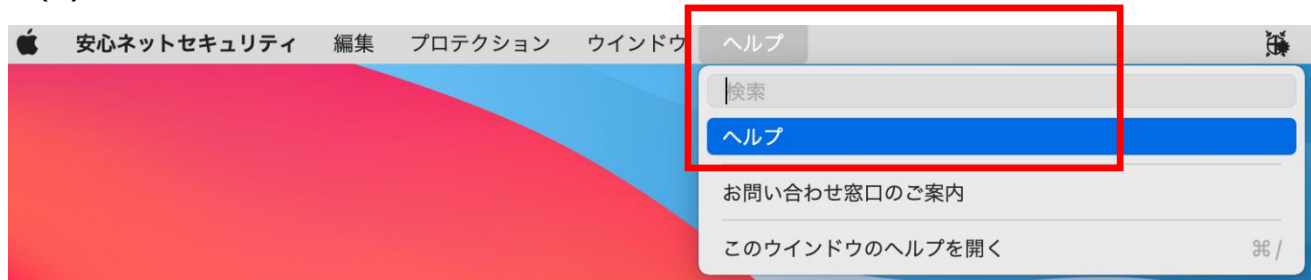 安心ネットセキュリティ 編集 プロテクション ウインドウ ヘルプ
検索
ヘルプ
お問い合わせ窓口のご案内
このウインドウのヘルプを開く ⌘/